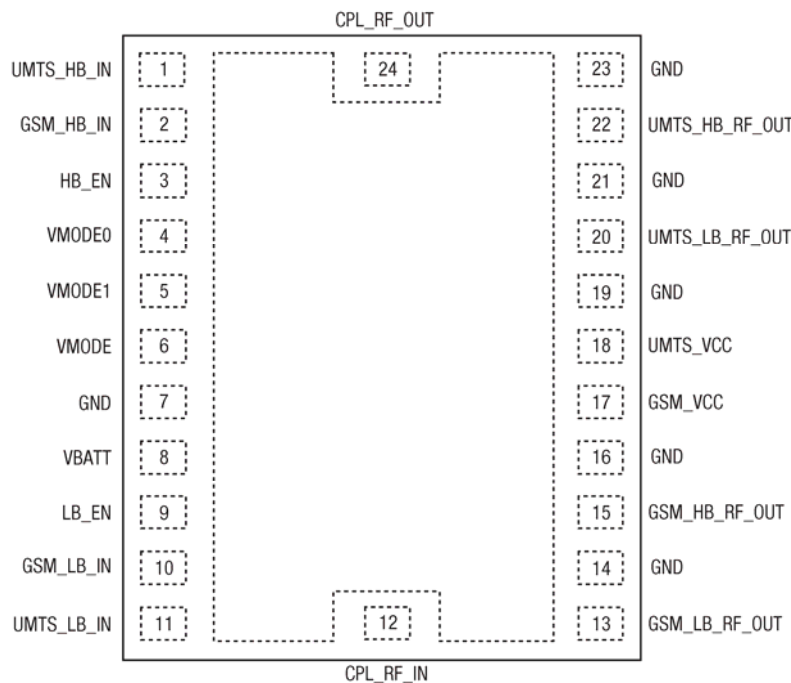 CPL_RF_OUT
UMTS_HB_IN 1 24 23 GND
GSM_HB_IN 2 22 UMTS_HB_RF_OUT
HB_EN 3 21 GND
VMODE0 4 20 UMTS_LB_RF_OUT
VMODE1 5 19 GND
VMODE 6 18 UMTS_VCC
GND 7 17 GSM_VCC
VBATT 8 16 GND
LB_EN 9 15 GSM_HB_RF_OUT
GSM_LB_IN 10 14 GND
UMTS_LB_IN 11 12 13 GSM_LB_RF_OUT
CPL_RF_IN